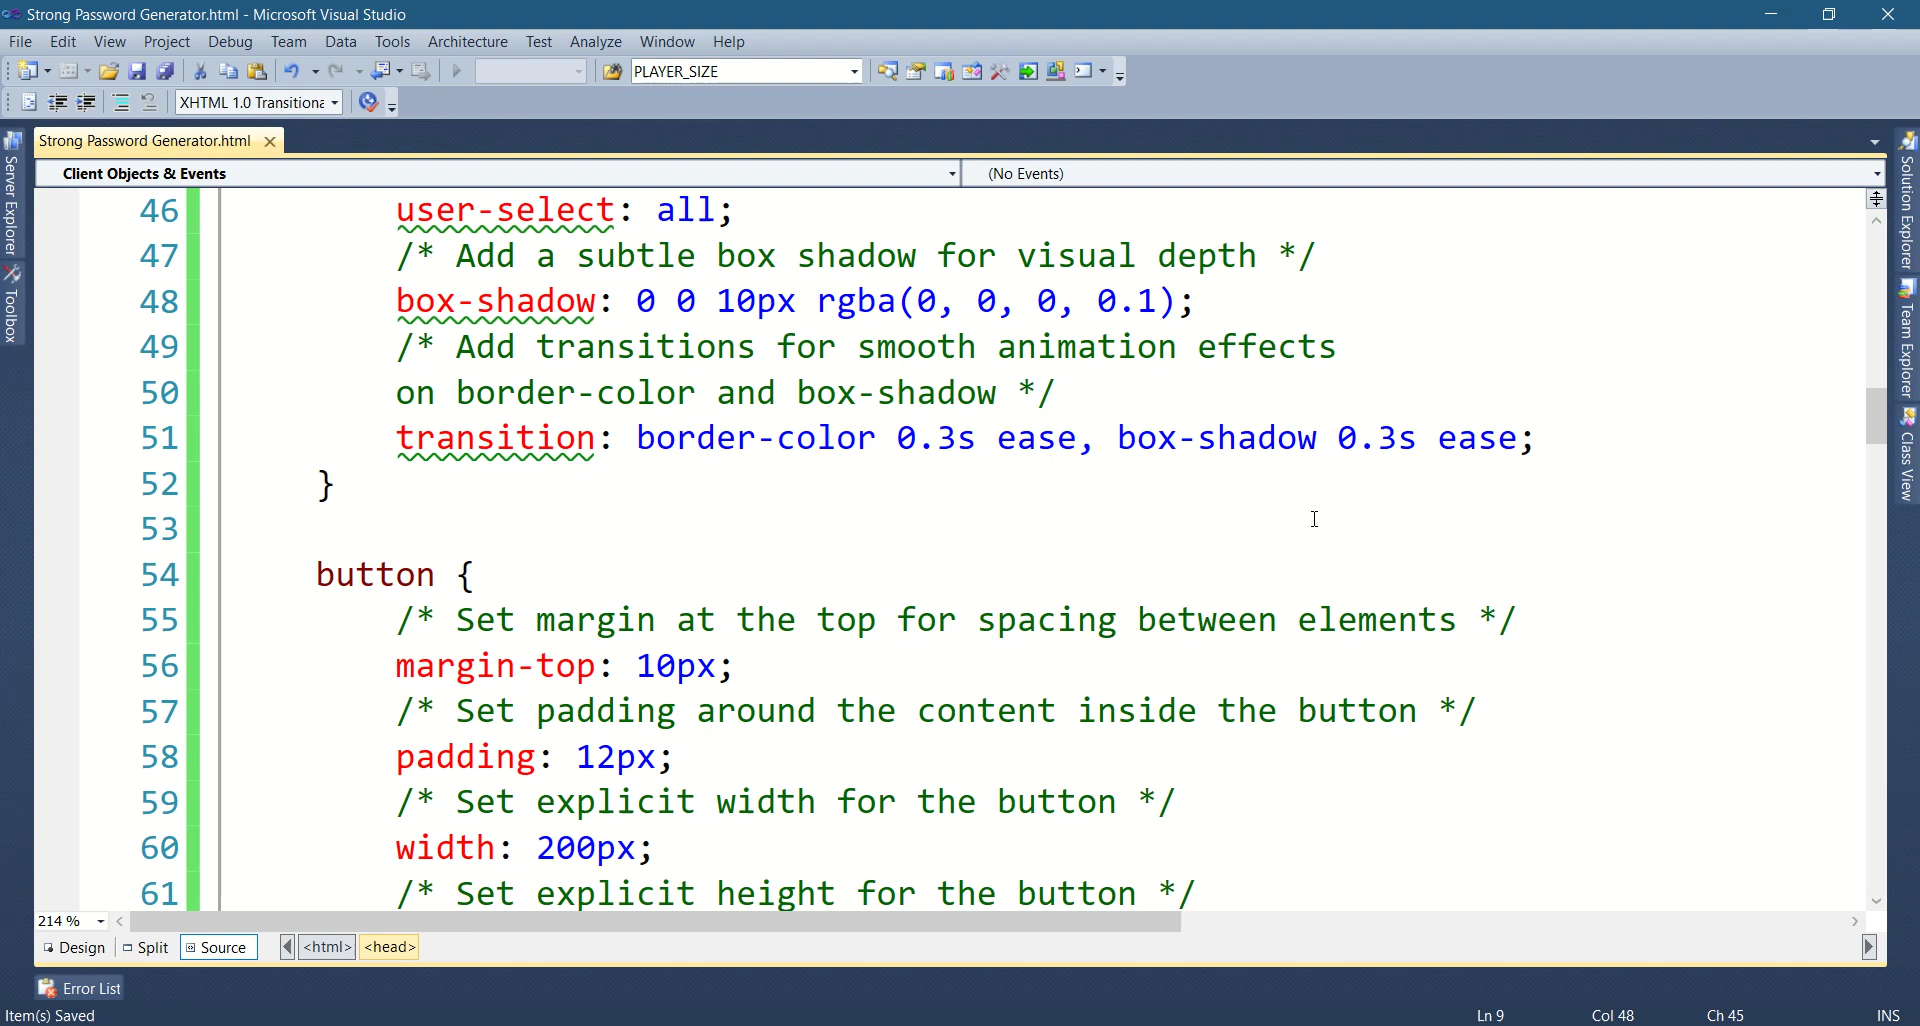 Strong Password Generator.html - Microsoft Visual Studio
File Edit View Project Debug Team Data Tools Architecture Test Analyze Window Help
PLAYER_SIZE
XHTML 1.0 Transitiona
Server Explorer
Toolbox
Strong Password Generator.html
Client Objects & Events (No Events)
46 user-select: all;
47 /* Add a subtle box shadow for visual depth */
48 box-shadow: 0 0 10px rgba(0, 0, 0, 0.1);
49 /* Add transitions for smooth animation effects
50 on border-color and box-shadow */
51 transition: border-color 0.3s ease, box-shadow 0.3s ease;
52 }
53
54 button {
55 /* Set margin at the top for spacing between elements */
56 margin-top: 10px;
57 /* Set padding around the content inside the button */
58 padding: 12px;
59 /* Set explicit width for the button */
60 width: 200px;
61 /* Set explicit height for the button */
Solution Explorer
Team Explorer
Class View
214 %
Design Split Source <html> <head>
Error List
Item(s) Saved Ln 9 Col 48 Ch 45 INS